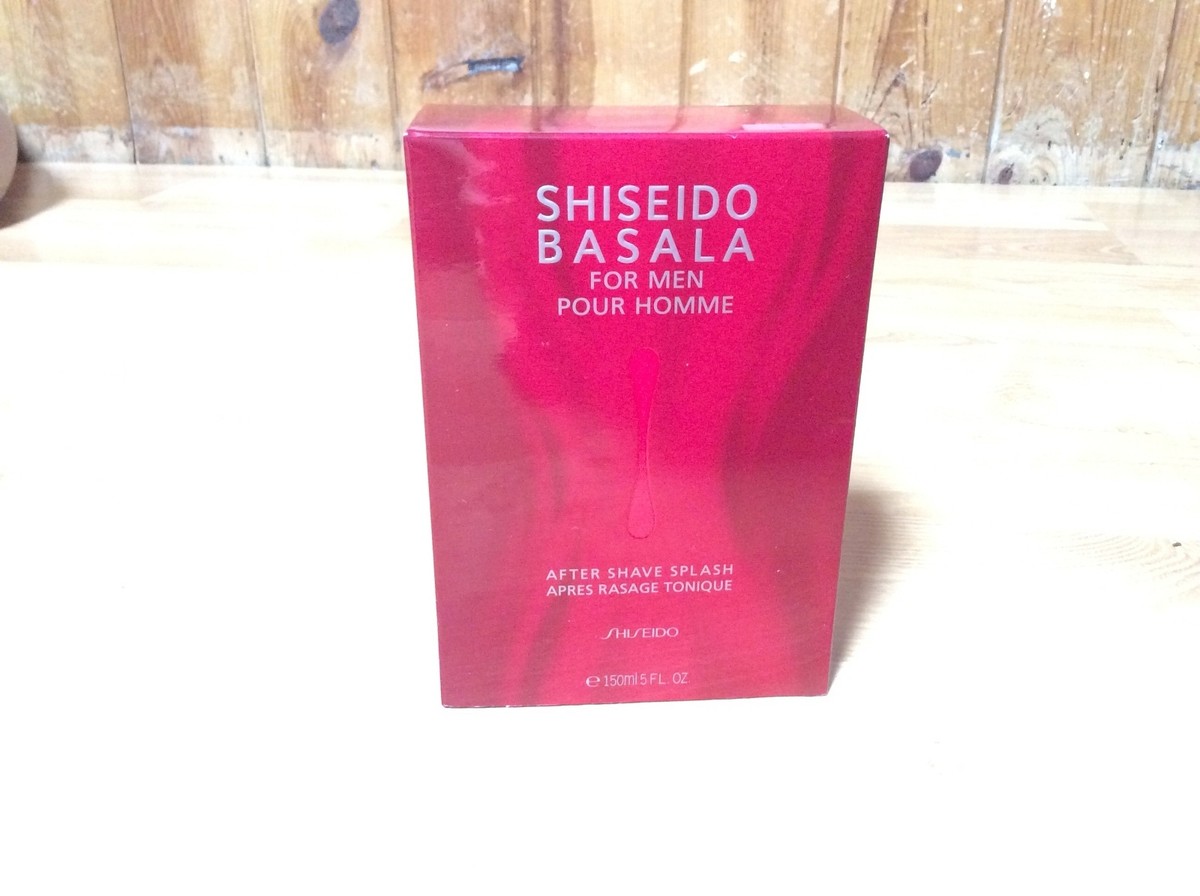 SHISEIDO
BASALA
FOR MEN
POUR HOMME
AFTER SHAVE SPLASH
APRES RASAGE TONIQUE
SHISEIDO
℮ 150ml 5 FL. OZ